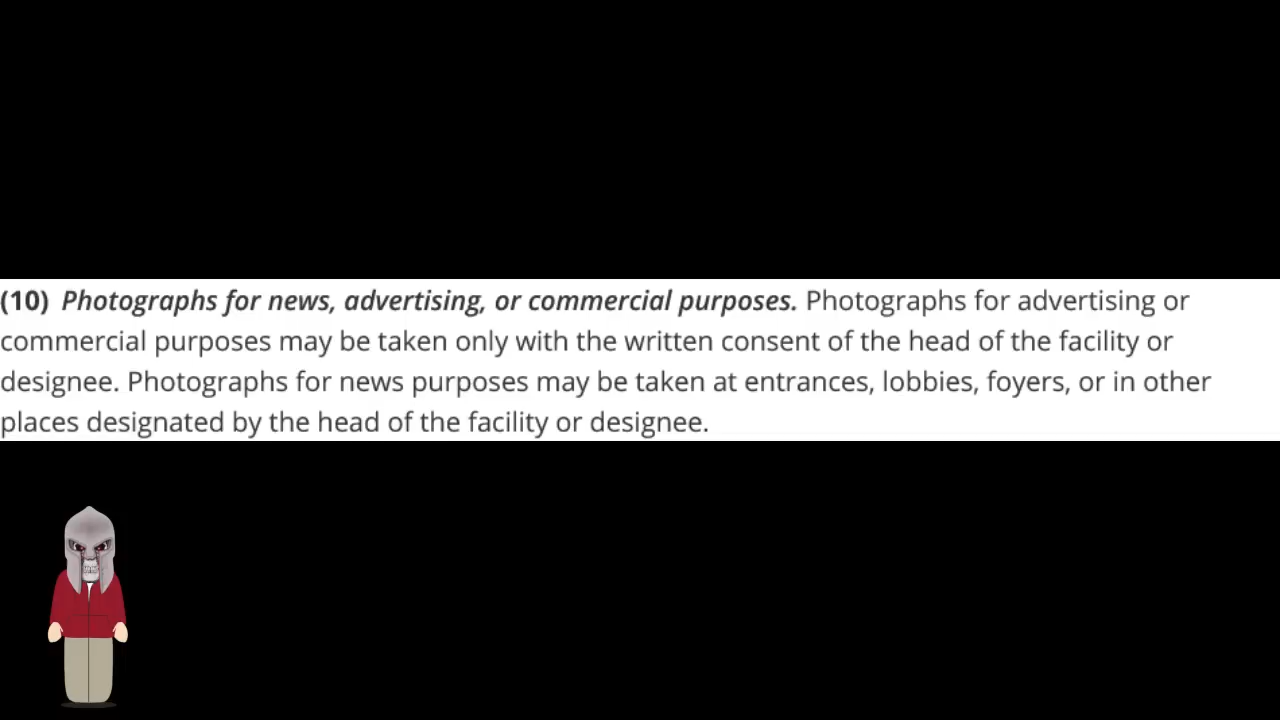 (10) Photographs for news, advertising, or commercial purposes. Photographs for advertising or
commercial purposes may be taken only with the written consent of the head of the facility or
designee. Photographs for news purposes may be taken at entrances, lobbies, foyers, or in other
places designated by the head of the facility or designee.